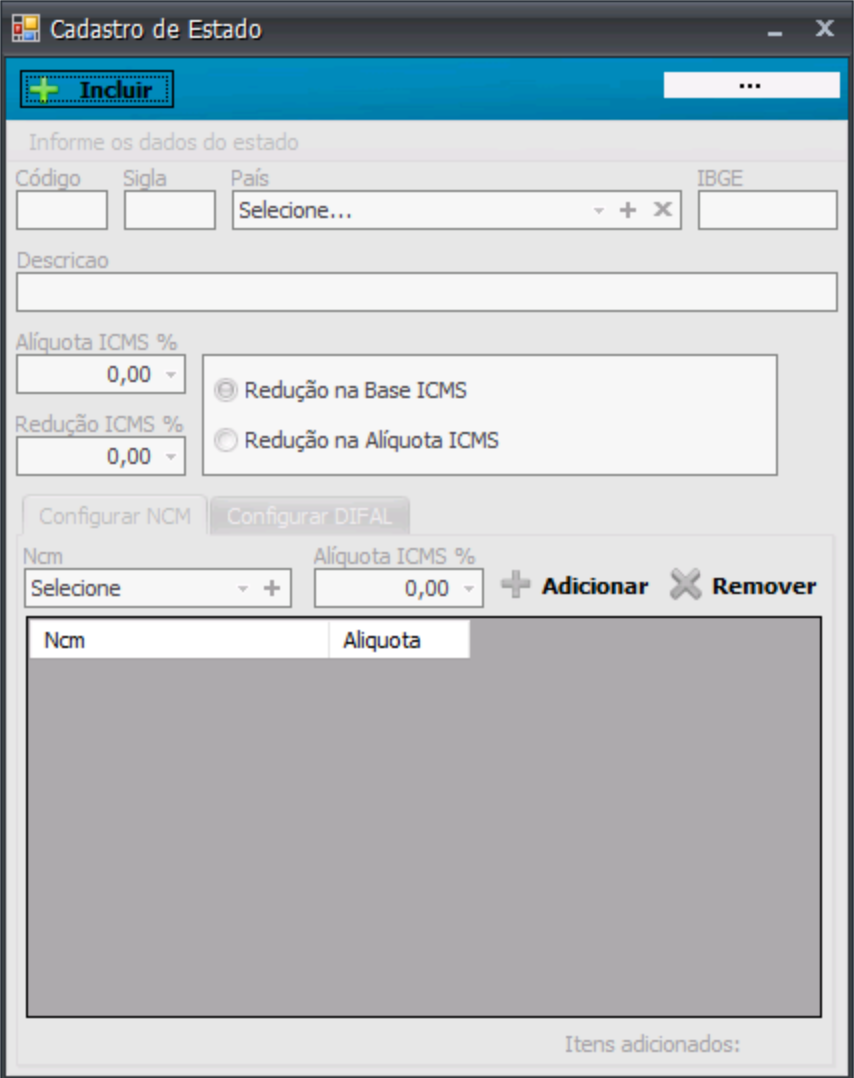 Cadastro de Estado
Incluir ...
Informe os dados do estado
Código Sigla País IBGE
Selecione...
Descricao
Alíquota ICMS %
0,00
Redução na Base ICMS
Redução ICMS %
Redução na Alíquota ICMS
0,00
Configurar NCM Configurar DIFAL
Ncm Alíquota ICMS %
Selecione 0,00 Adicionar Remover
Ncm Aliquota
Itens adicionados: